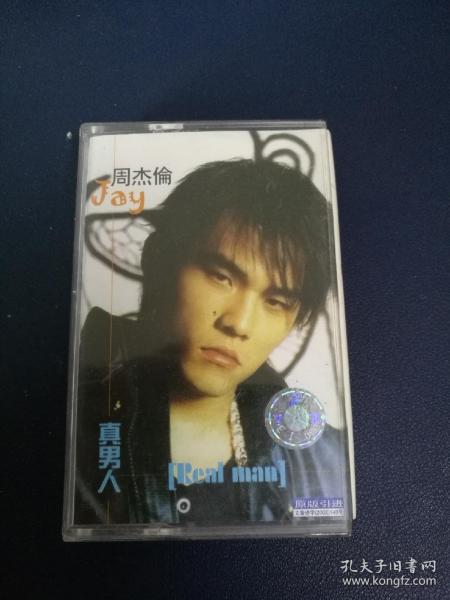 周杰倫
Jay
真男人
[Real man]
原版引进
孔夫子旧书网
www.kongfz.com